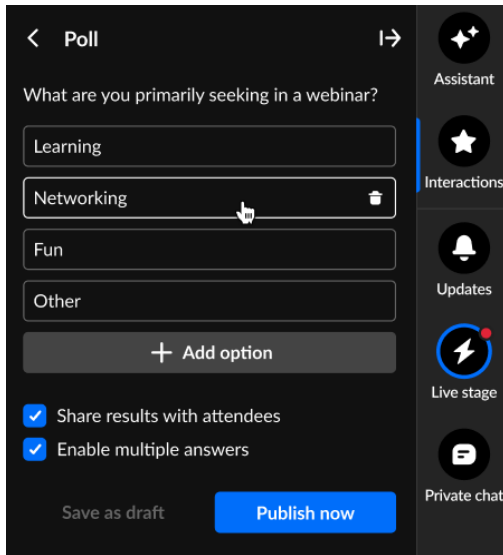 Poll
What are you primarily seeking in a webinar?
Learning
Networking
Fun
Other
Add option
Share results with attendees
Enable multiple answers
Save as draft
Publish now
Assistant
Interactions
Updates
Live stage
Private chat